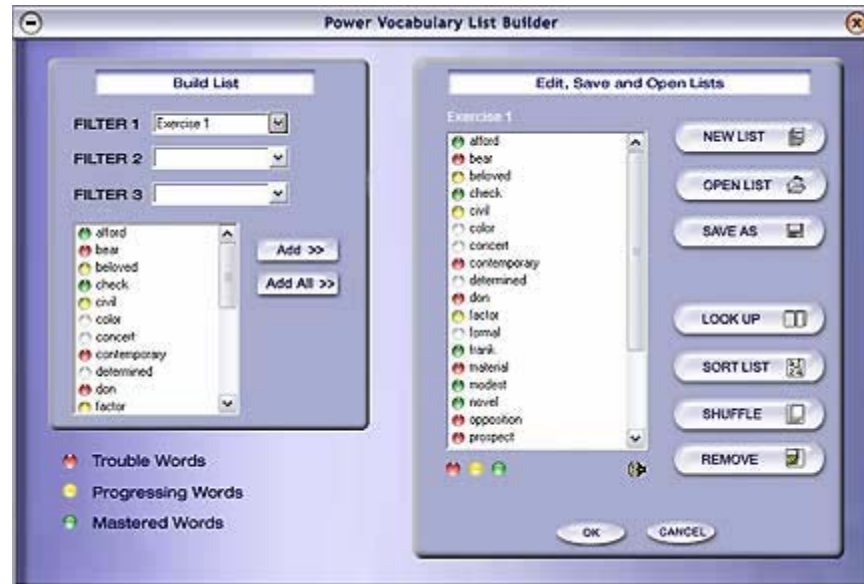 Power Vocabulary List Builder
Build List
FILTER 1 Exercise 1
FILTER 2
FILTER 3
afford
bear
beloved
check
civil
color
concert
contemporary
determined
don
factor
Add >>
Add All >>
Trouble Words
Progressing Words
Mastered Words
Edit, Save and Open Lists
Exercise 1
afford
bear
beloved
check
civil
color
concert
contemporary
determined
don
factor
formal
frank
material
modest
novel
opposition
prospect
NEW LIST
OPEN LIST
SAVE AS
LOOK UP
SORT LIST
SHUFFLE
REMOVE
OK
CANCEL